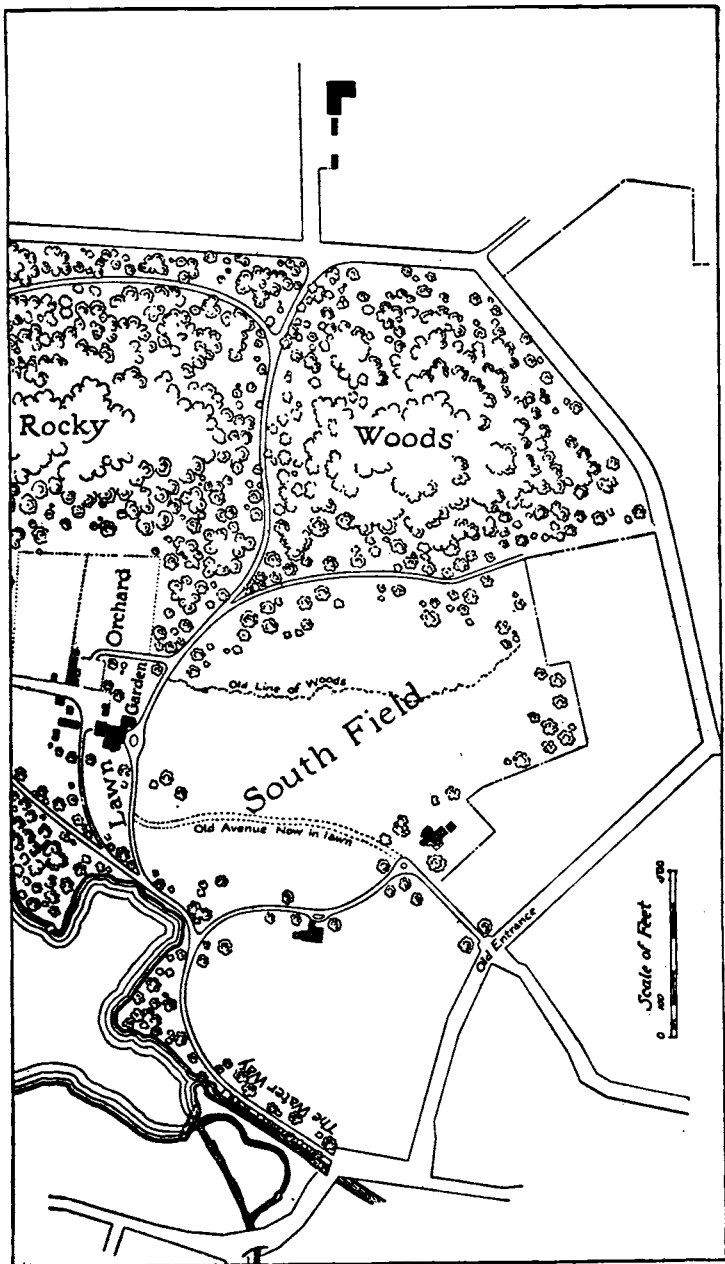 Rocky
Woods
Orchard
Garden
Lawn
Old Line of Woods
South Field
Old Avenue Now in lawn
Old Entrance
The Water Way
Scale of Feet
0 100